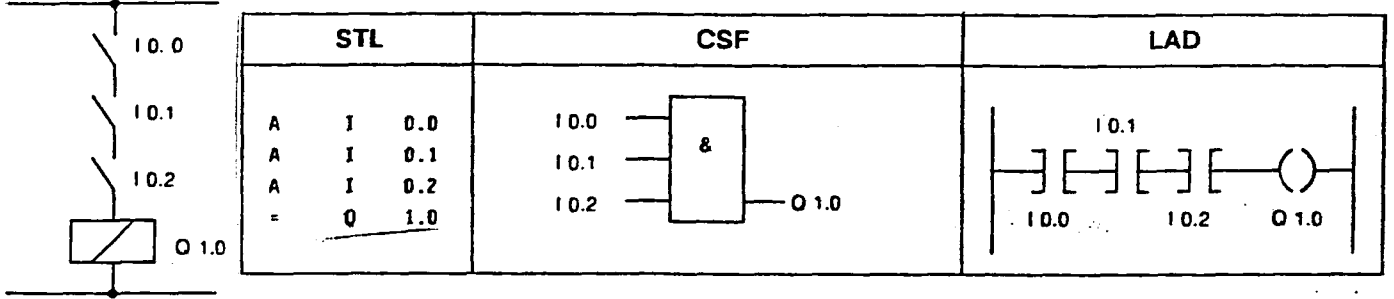 I 0.0
I 0.1
I 0.2
Q 1.0
STL
CSF
LAD
A I 0.0
A I 0.1
A I 0.2
= Q 1.0
I 0.0
I 0.1
I 0.2
&
Q 1.0
I 0.1
I 0.0
I 0.2
Q 1.0